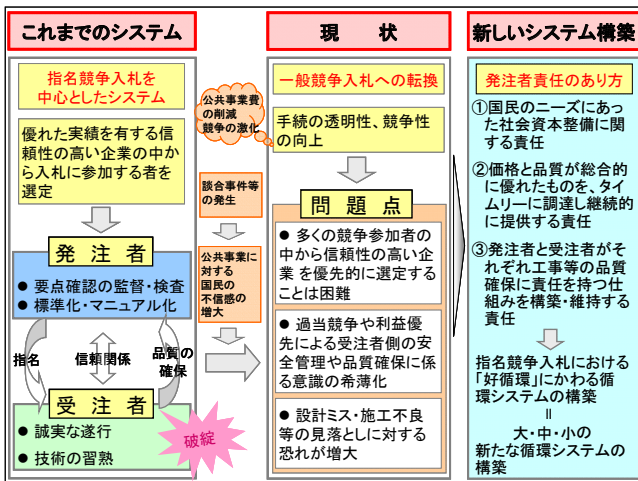 これまでのシステム
指名競争入札を
中心としたシステム
優れた実績を有する信
頼性の高い企業の中か
ら入札に参加する者を
選定
発 注 者
● 要点確認の監督・検査
● 標準化・マニュアル化
指名
信頼関係
品質の
確保
受 注 者
● 誠実な遂行
● 技術の習熟
破綻
公共事業費
の削減
競争の激化
談合事件等
の発生
公共事業に
対する
国民の
不信感の
増大
現 状
一般競争入札への転換
手続の透明性、競争性
の向上
問 題 点
● 多くの競争参加者の
中から信頼性の高い企
業 を優先的に選定する
ことは困難
● 過当競争や利益優
先による受注者側の安
全管理や品質確保に係
る意識の希薄化
● 設計ミス・施工不良
等の見落としに対する
恐れが増大
新しいシステム構築
発注者責任のあり方
①国民のニーズにあっ
た社会資本整備に関
する責任
②価格と品質が総合的
に優れたものを、タイ
ムリーに調達し継続的
に提供する責任
③発注者と受注者がそ
れぞれ工事等の品質
確保に責任を持つ仕
組みを構築・維持する
責任
指名競争入札における
「好循環」にかわる循
環システムの構築
＝
大・中・小の
新たな循環システムの
構築